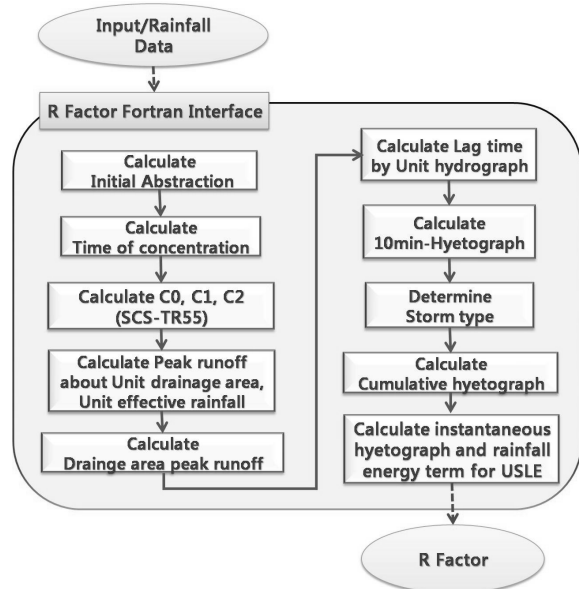 Input/Rainfall
Data
R Factor Fortran Interface
Calculate
Initial Abstraction
Calculate
Time of concentration
Calculate C0, C1, C2
(SCS-TR55)
Calculate Peak runoff
about Unit drainage area,
Unit effective rainfall
Calculate
Drainge area peak runoff
Calculate Lag time
by Unit hydrograph
Calculate
10min-Hyetograph
Determine
Storm type
Calculate
Cumulative hyetograph
Calculate instantaneous
hyetograph and rainfall
energy term for USLE
R Factor